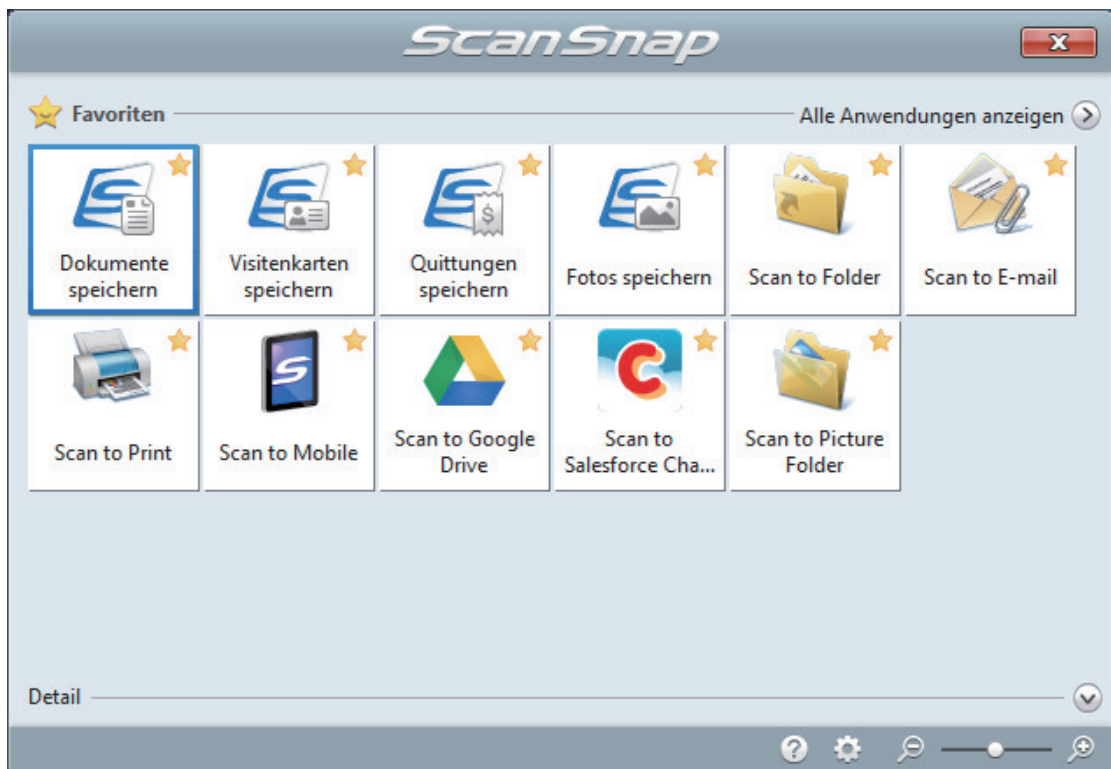 ScanSnap
Favoriten
Alle Anwendungen anzeigen
Dokumente
speichern
Visitenkarten
speichern
Quittungen
speichern
Fotos speichern
Scan to Folder
Scan to E-mail
Scan to Print
Scan to Mobile
Scan to Google
Drive
Scan to
Salesforce Cha...
Scan to Picture
Folder
Detail